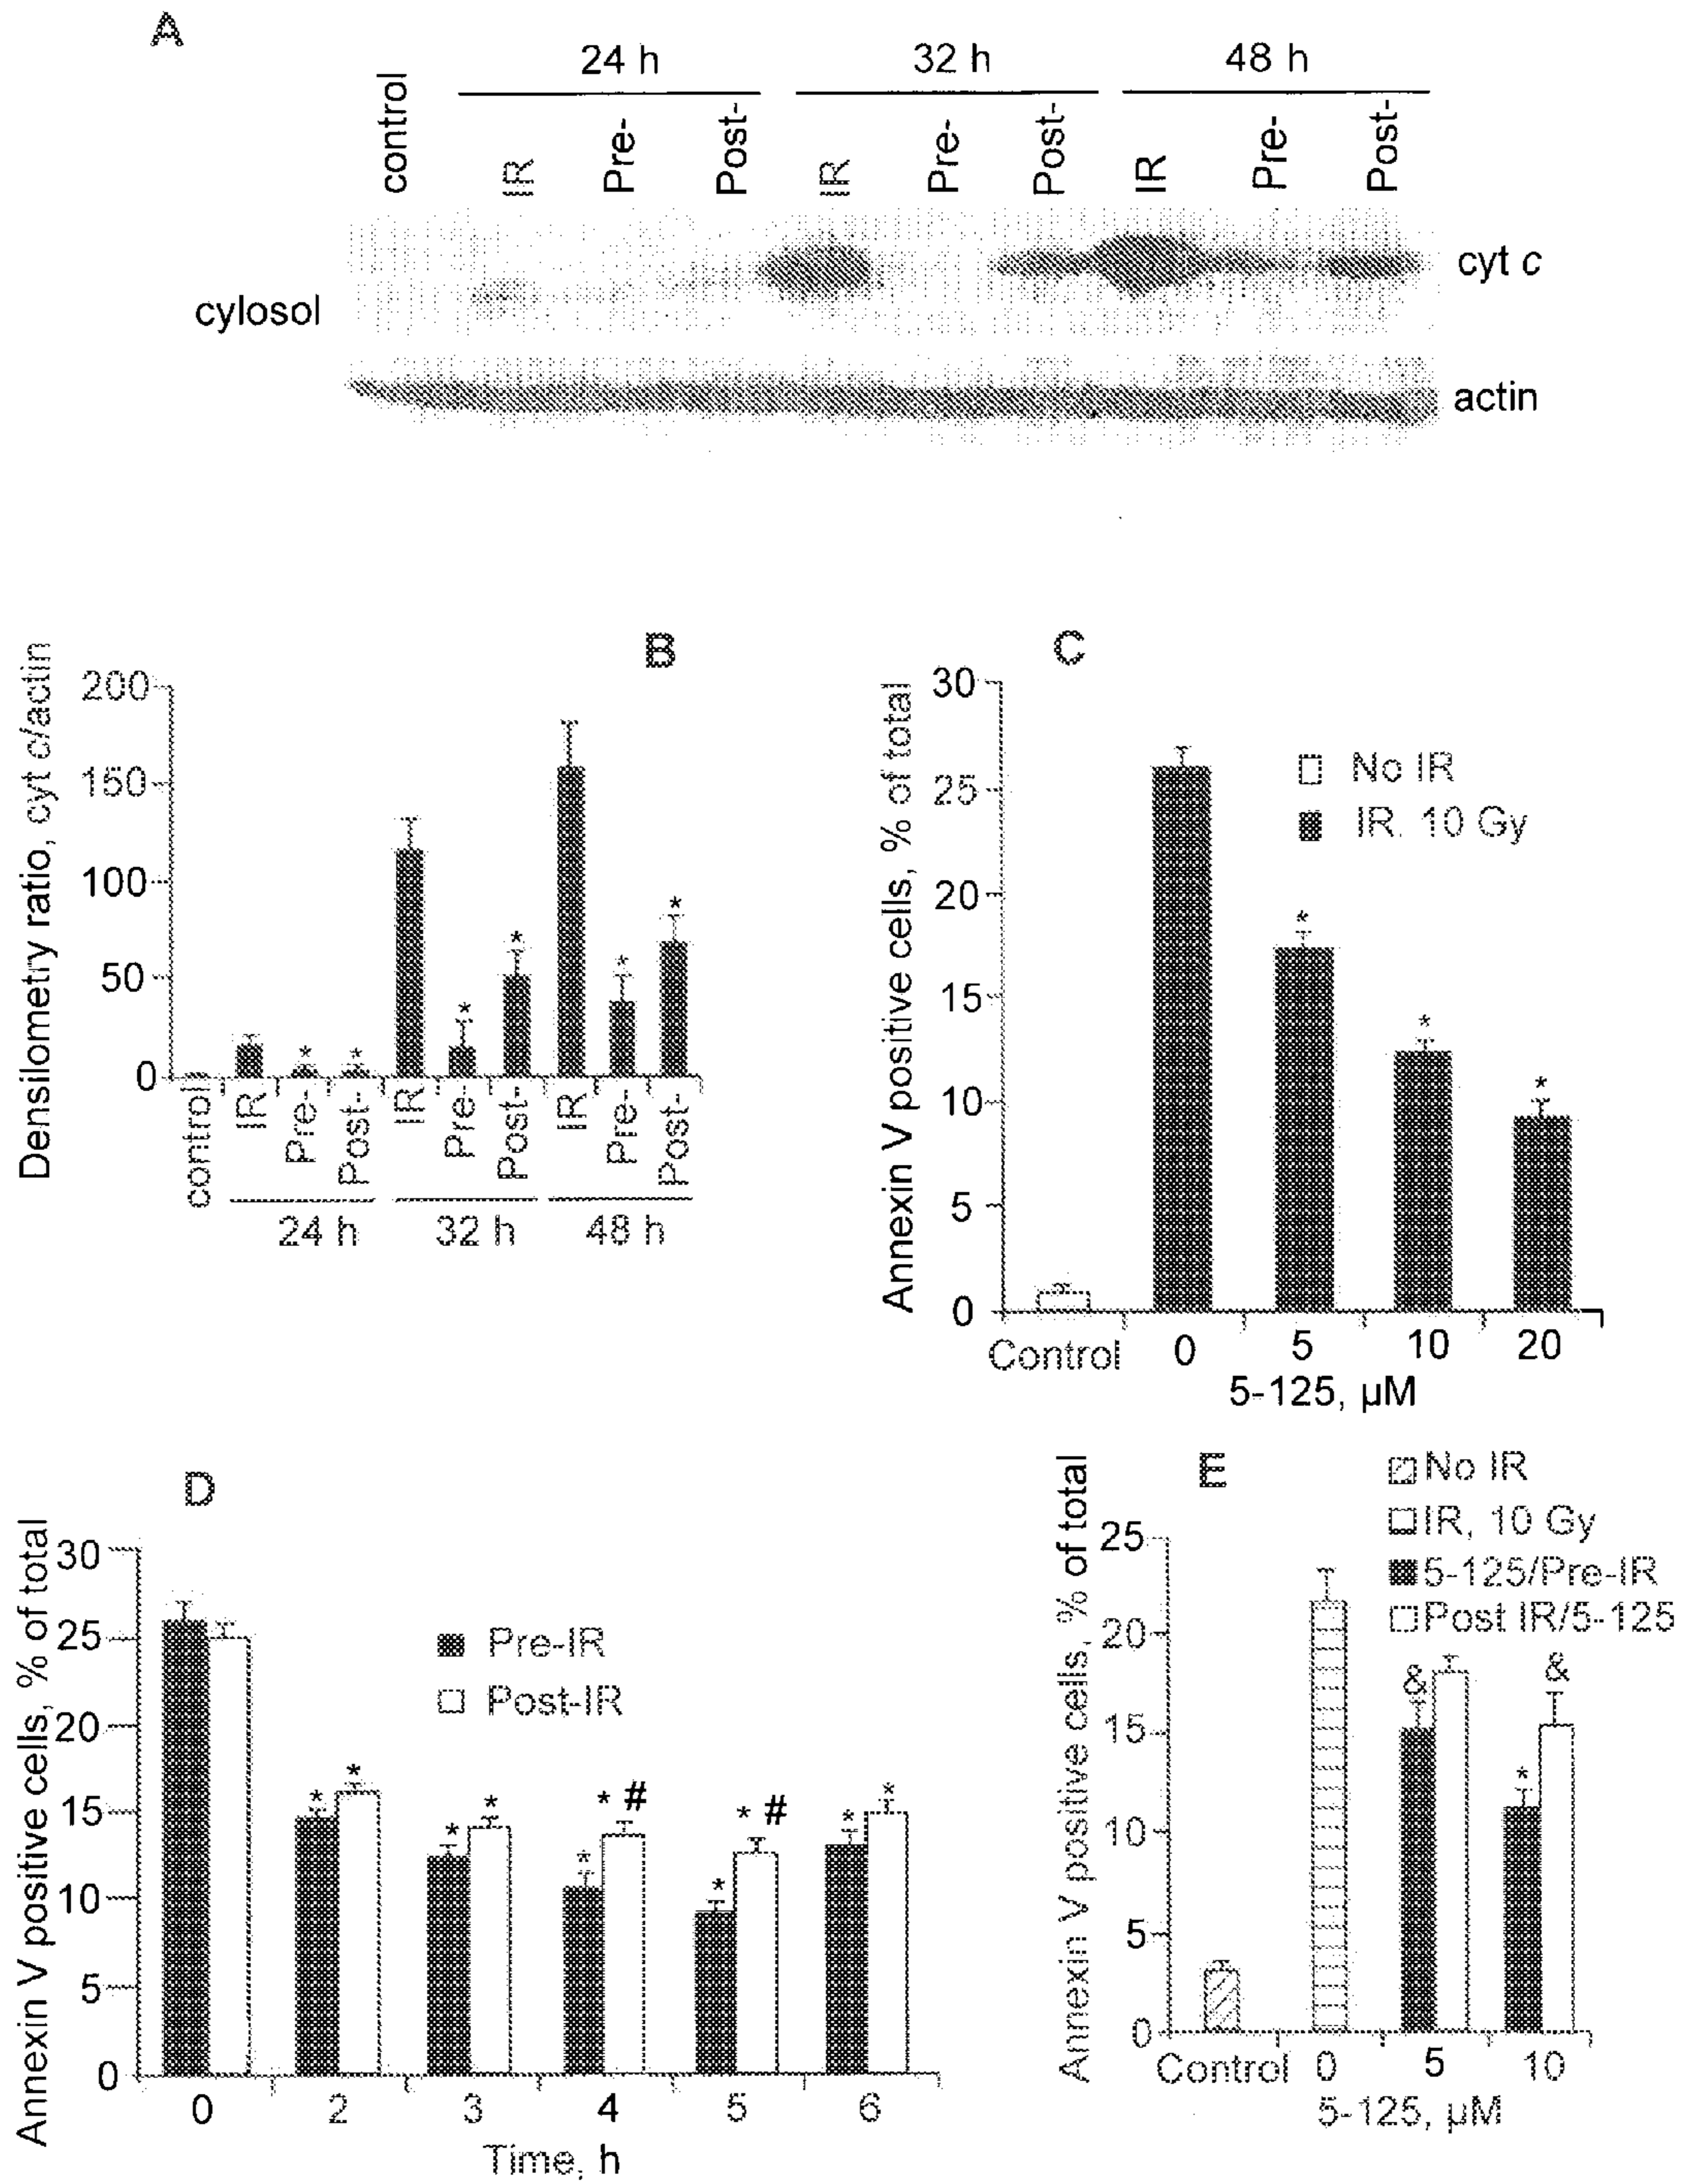 A
24 h 32 h 48 h
control IR Pre- Post- IR Pre- Post- IR Pre- Post-
cyt c
cylosol
actin
B
Densilometry ratio, cyt c/actin
200
150
100
50
0
control IR Pre- Post- IR Pre- Post- IR Pre- Post-
* * * * * *
24 h 32 h 48 h
C
Annexin V positive cells, % of total
30
25
20
15
10
5
0
No IR
IR, 10 Gy
* * *
Control 0 5 10 20
5-125, µM
D
Annexin V positive cells, % of total
30
25
20
15
10
5
0
Pre-IR
Post-IR
* * * * * * # * * # * *
0 2 3 4 5 6
Time, h
E
Annexin V positive cells, % of total
25
20
15
10
5
0
No IR
IR, 10 Gy
5-125/Pre-IR
Post IR/5-125
& * &
Control 0 5 10
5-125, µM